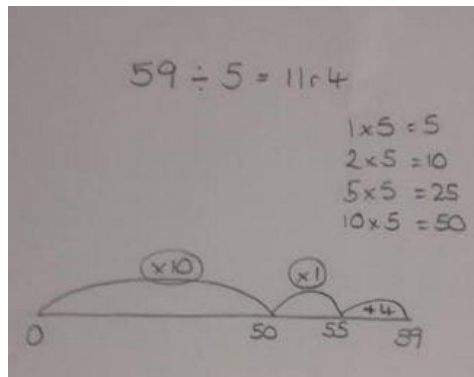 59 ÷ 5 = 11r4
1x5 = 5
2x5 = 10
5x5 = 25
10x5 = 50
x10 x1 +4
0 50 55 59